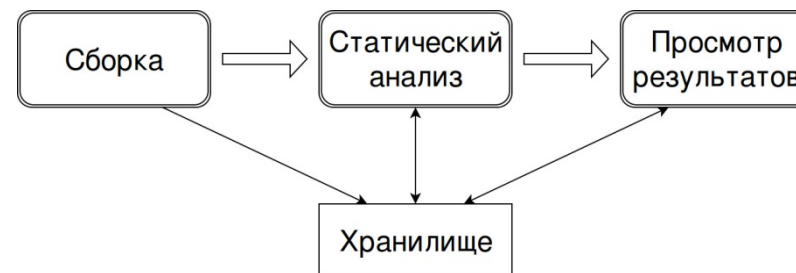 Сборка
Статический
анализ
Просмотр
результатов
Хранилище